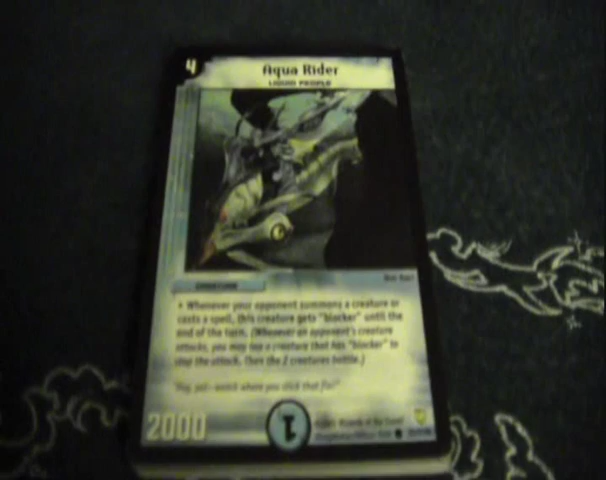 4
Aqua Rider
LIQUID PEOPLE
CREATURE
• Whenever your opponent summons a creature or
casts a spell, this creature gets "blocker" until the
end of the turn. (Whenever an opponent's creature
attacks, you may tap a creature that has "blocker" to
stop the attack. Then the 2 creatures battle.)
2000
1